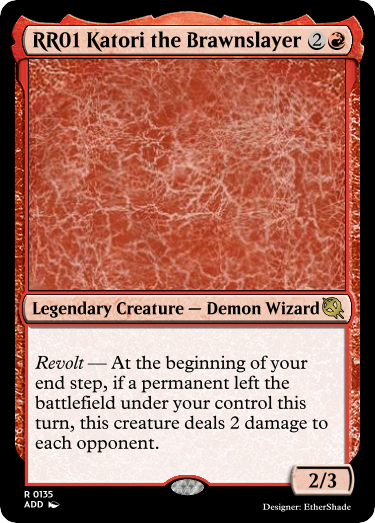 RR01 Katori the Brawnslayer 2
Legendary Creature — Demon Wizard
Revolt — At the beginning of your
end step, if a permanent left the
battlefield under your control this
turn, this creature deals 2 damage to
each opponent.
2/3
R 0135
ADD
Designer: EtherShade